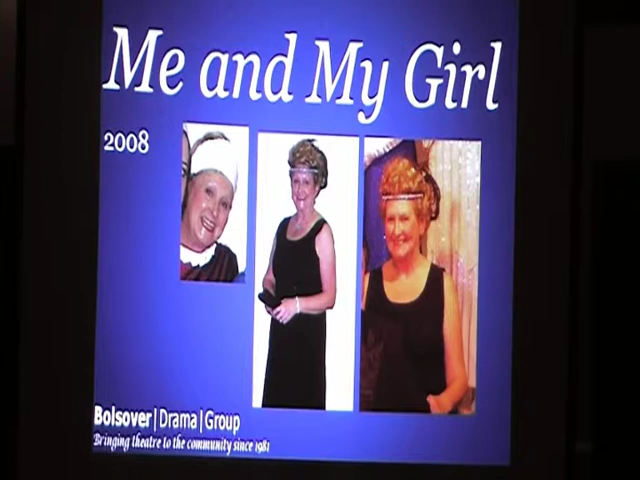 Me and My Girl
2008
Bolsover|Drama|Group
Bringing theatre to the community since 1981